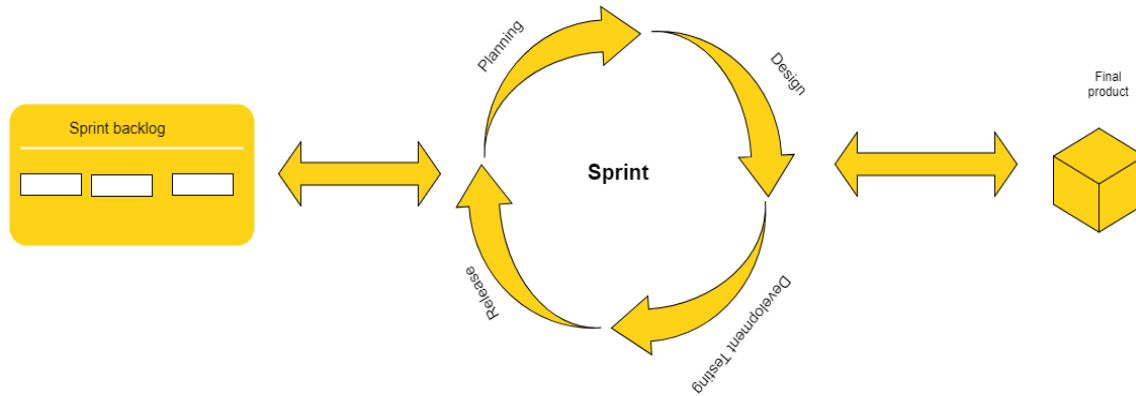 Planning
Design
Final
product
Sprint backlog
Sprint
Release
Development Testing